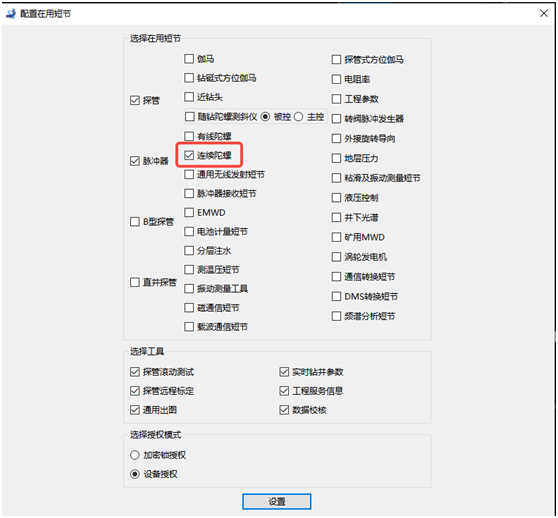 配置在用短节
选择在用短节
探管
脉冲器
B型探管
直井探管
伽马
钻铤式方位伽马
近钻头
随钻陀螺测斜仪 被控 主控
有线陀螺
连续陀螺
通用无线发射短节
脉冲器接收短节
EMWD
电池计量短节
分层注水
测温压短节
振动测量工具
磁通信短节
载波通信短节
探管式方位伽马
电阻率
工程参数
转阀脉冲发生器
外接旋转导向
地层压力
粘滑及振动测量短节
液压控制
井下光谱
矿用MWD
涡轮发电机
通信转换短节
DMS转换短节
频谱分析短节
选择工具
探管滚动测试 实时钻井参数
探管远程标定 工程服务信息
通用出图 数据校核
选择授权模式
加密锁授权
设备授权
设置